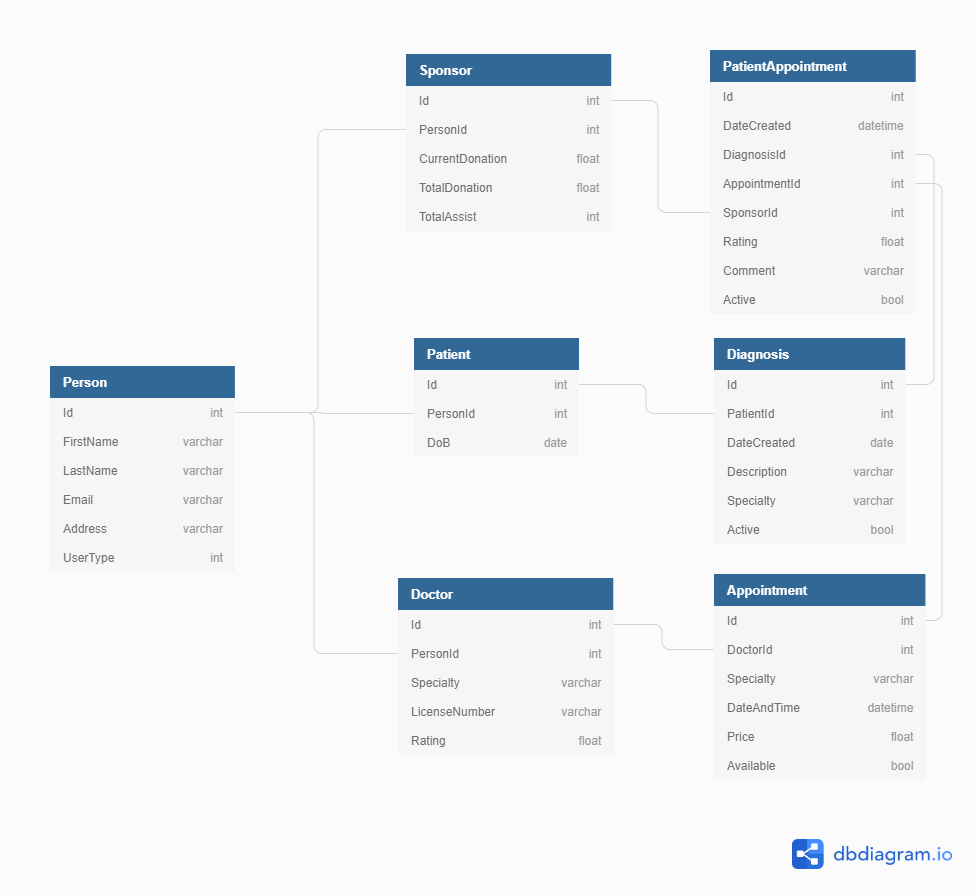 Sponsor
Id int
PersonId int
CurrentDonation float
TotalDonation float
TotalAssist int
PatientAppointment
Id int
DateCreated datetime
DiagnosisId int
AppointmentId int
SponsorId int
Rating float
Comment varchar
Active bool
Person
Id int
FirstName varchar
LastName varchar
Email varchar
Address varchar
UserType int
Patient
Id int
PersonId int
DoB date
Diagnosis
Id int
PatientId int
DateCreated date
Description varchar
Specialty varchar
Active bool
Doctor
Id int
PersonId int
Specialty varchar
LicenseNumber varchar
Rating float
Appointment
Id int
DoctorId int
Specialty varchar
DateAndTime datetime
Price float
Available bool
dbdiagram.io